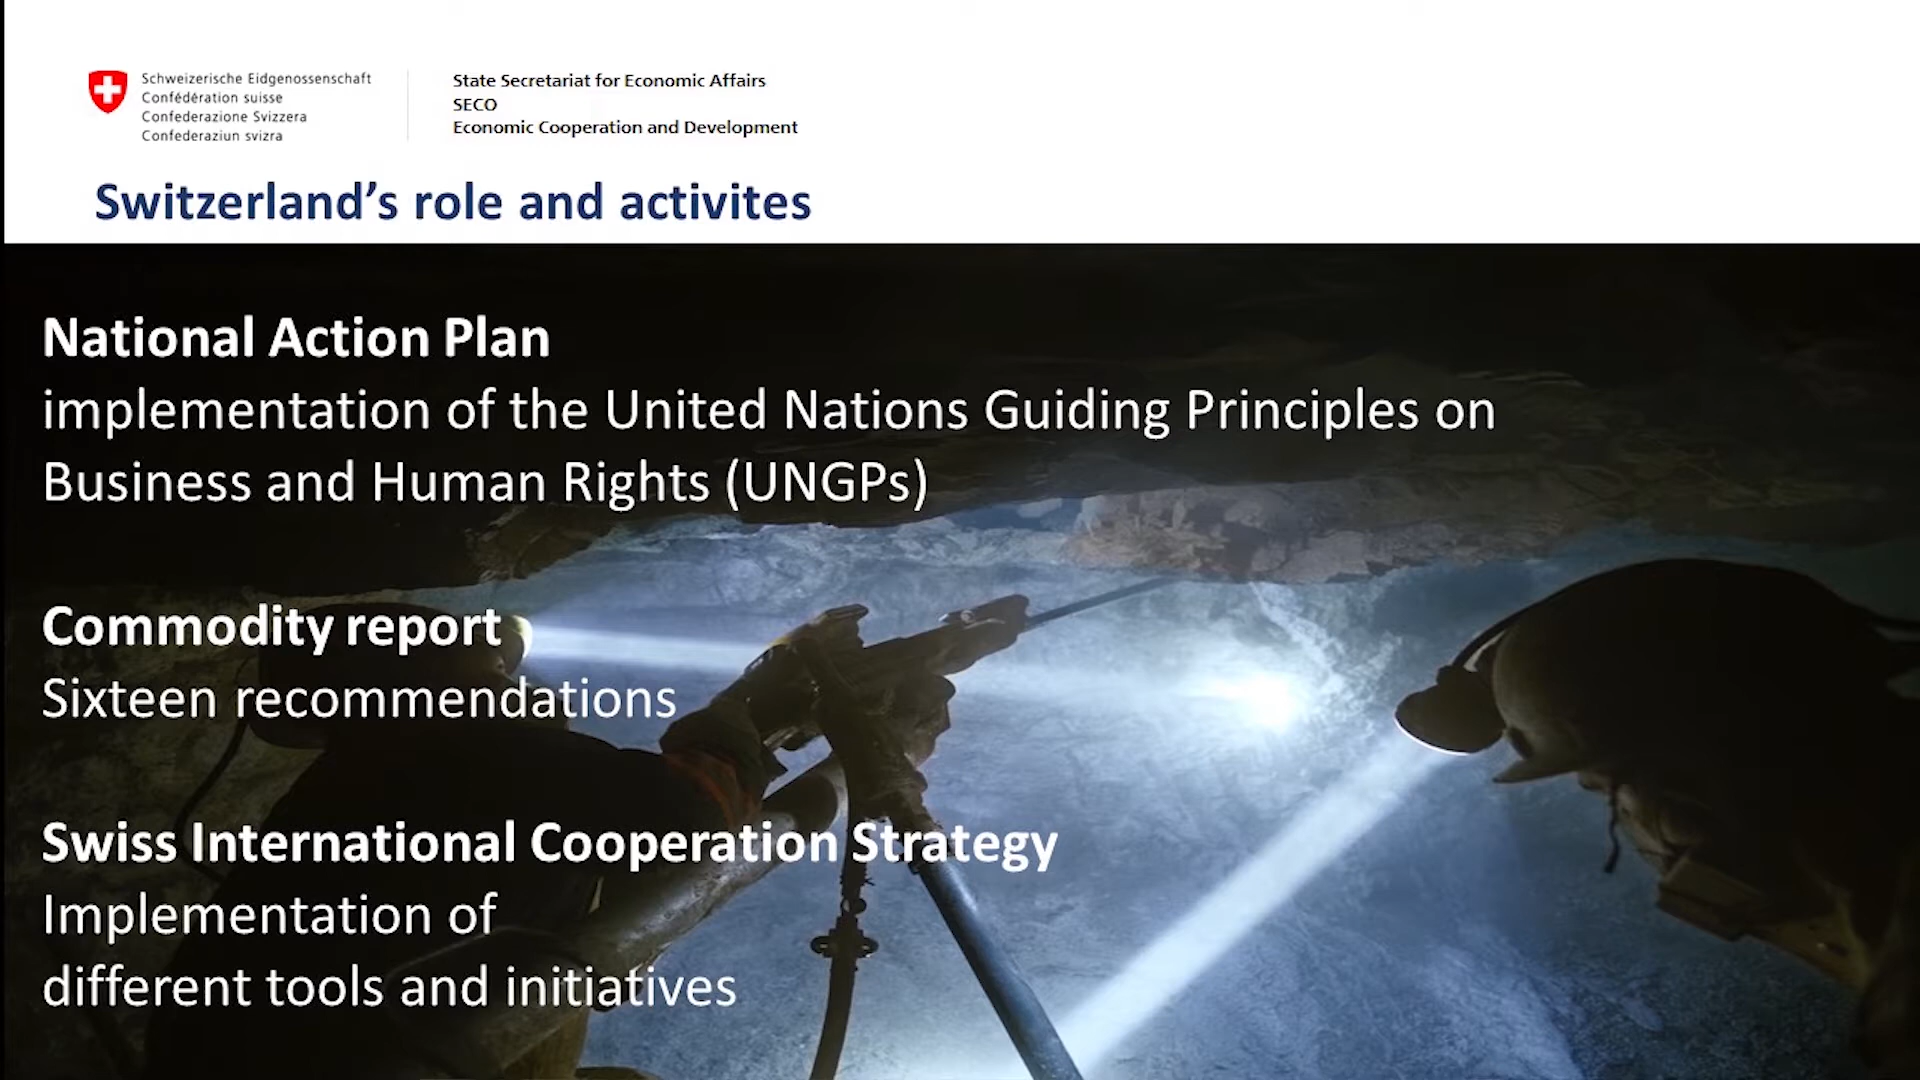 Schweizerische Eidgenossenschaft
Confédération suisse
Confederazione Svizzera
Confederaziun svizra
State Secretariat for Economic Affairs
SECO
Economic Cooperation and Development
Switzerland’s role and activites
National Action Plan
implementation of the United Nations Guiding Principles on
Business and Human Rights (UNGPs)
Commodity report
Sixteen recommendations
Swiss International Cooperation Strategy
Implementation of
different tools and initiatives